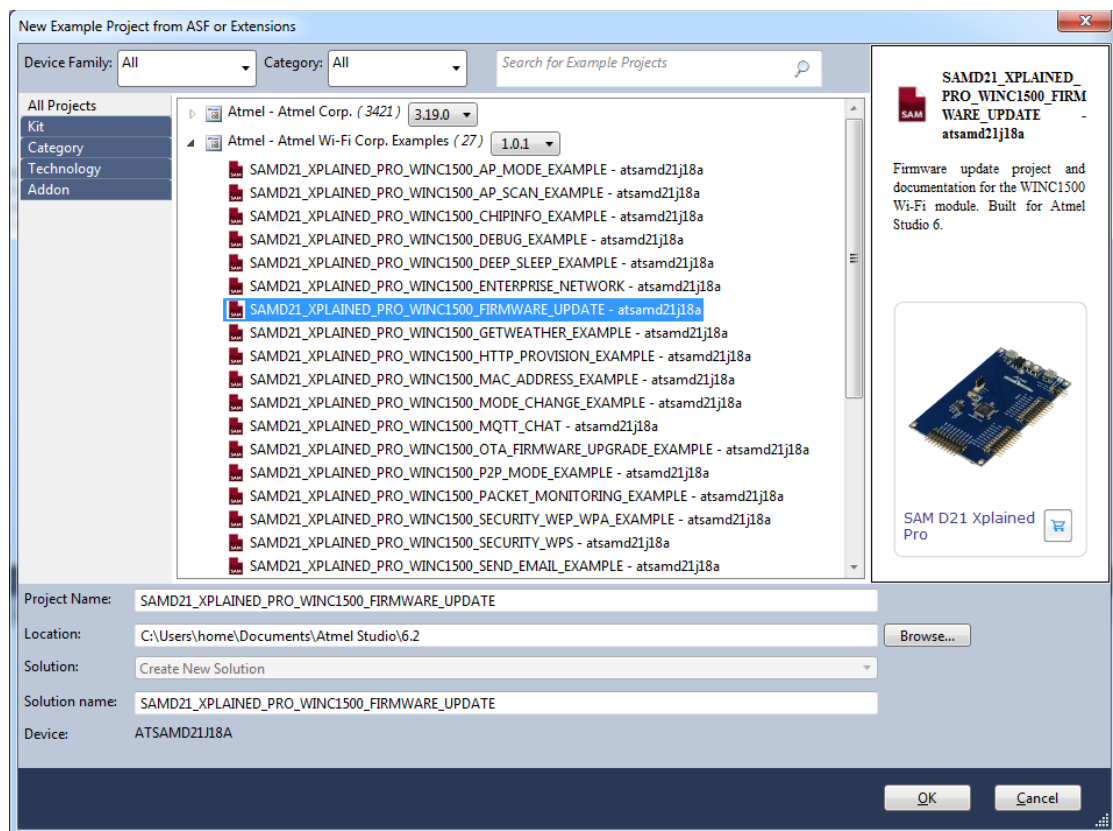 New Example Project from ASF or Extensions
Device Family: All
Category: All
Search for Example Projects
All Projects
Kit
Category
Technology
Addon
Atmel - Atmel Corp. (3421) 3.19.0
Atmel - Atmel Wi-Fi Corp. Examples (27) 1.0.1
SAMD21_XPLAINED_PRO_WINC1500_AP_MODE_EXAMPLE - atsamd21j18a
SAMD21_XPLAINED_PRO_WINC1500_AP_SCAN_EXAMPLE - atsamd21j18a
SAMD21_XPLAINED_PRO_WINC1500_CHIPINFO_EXAMPLE - atsamd21j18a
SAMD21_XPLAINED_PRO_WINC1500_DEBUG_EXAMPLE - atsamd21j18a
SAMD21_XPLAINED_PRO_WINC1500_DEEP_SLEEP_EXAMPLE - atsamd21j18a
SAMD21_XPLAINED_PRO_WINC1500_ENTERPRISE_NETWORK - atsamd21j18a
SAMD21_XPLAINED_PRO_WINC1500_FIRMWARE_UPDATE - atsamd21j18a
SAMD21_XPLAINED_PRO_WINC1500_GETWEATHER_EXAMPLE - atsamd21j18a
SAMD21_XPLAINED_PRO_WINC1500_HTTP_PROVISION_EXAMPLE - atsamd21j18a
SAMD21_XPLAINED_PRO_WINC1500_MAC_ADDRESS_EXAMPLE - atsamd21j18a
SAMD21_XPLAINED_PRO_WINC1500_MODE_CHANGE_EXAMPLE - atsamd21j18a
SAMD21_XPLAINED_PRO_WINC1500_MQTT_CHAT - atsamd21j18a
SAMD21_XPLAINED_PRO_WINC1500_OTA_FIRMWARE_UPGRADE_EXAMPLE - atsamd21j18a
SAMD21_XPLAINED_PRO_WINC1500_P2P_MODE_EXAMPLE - atsamd21j18a
SAMD21_XPLAINED_PRO_WINC1500_PACKET_MONITORING_EXAMPLE - atsamd21j18a
SAMD21_XPLAINED_PRO_WINC1500_SECURITY_WEP_WPA_EXAMPLE - atsamd21j18a
SAMD21_XPLAINED_PRO_WINC1500_SECURITY_WPS - atsamd21j18a
SAMD21_XPLAINED_PRO_WINC1500_SEND_EMAIL_EXAMPLE - atsamd21j18a
SAM
SAMD21_XPLAINED_
PRO_WINC1500_FIRM
WARE_UPDATE -
atsamd21j18a
Firmware update project and
documentation for the WINC1500
Wi-Fi module. Built for Atmel
Studio 6.
SAM D21 Xplained
Pro
Project Name: SAMD21_XPLAINED_PRO_WINC1500_FIRMWARE_UPDATE
Location: C:\Users\home\Documents\Atmel Studio\6.2
Browse...
Solution: Create New Solution
Solution name: SAMD21_XPLAINED_PRO_WINC1500_FIRMWARE_UPDATE
Device: ATSAMD21J18A
OK
Cancel